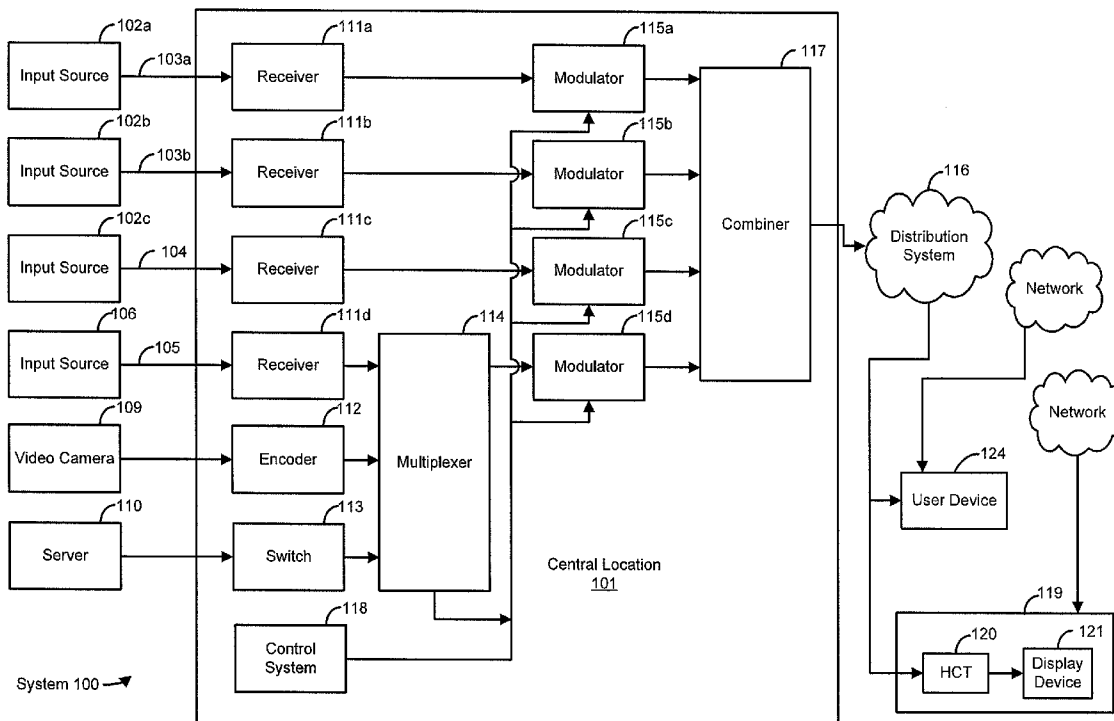 102a
111a
115a
117
Input Source
103a
Receiver
Modulator
102b
111b
115b
Input Source
103b
Receiver
Modulator
116
102c
111c
115c
Combiner
Distribution
System
Input Source
104
Receiver
Modulator
Network
106
111d
114
115d
Input Source
105
Receiver
Modulator
109
112
Network
Video Camera
Encoder
Multiplexer
124
110
113
User Device
Server
Switch
Central Location
101
118
119
Control
System
120
121
HCT
Display
Device
System 100